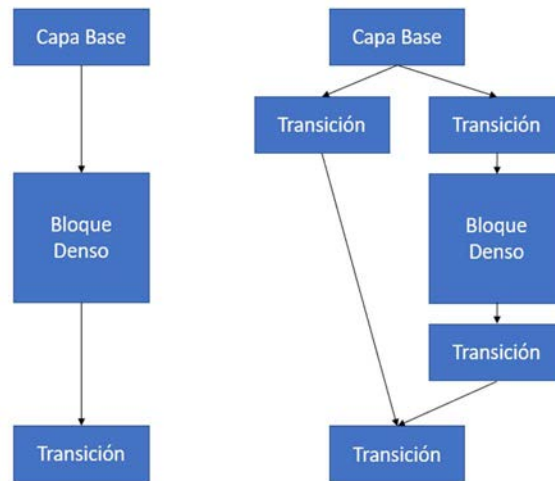 Capa Base
Bloque
Denso
Transición
Capa Base
Transición
Transición
Bloque
Denso
Transición
Transición